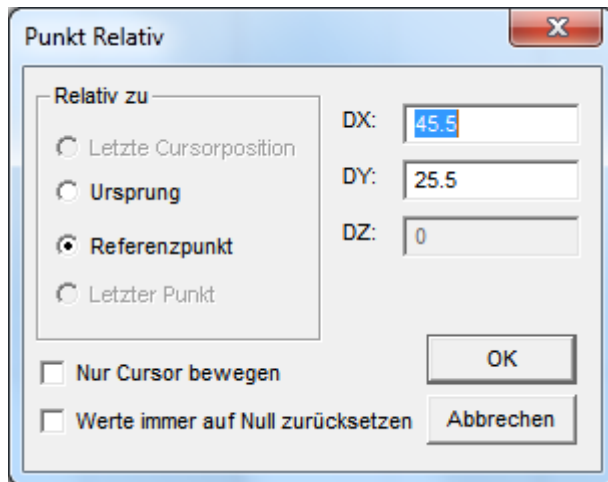 Punkt Relativ
Relativ zu
Letzte Cursorposition
Ursprung
Referenzpunkt
Letzter Punkt
DX: 45.5
DY: 25.5
DZ: 0
Nur Cursor bewegen
Werte immer auf Null zurücksetzen
OK
Abbrechen